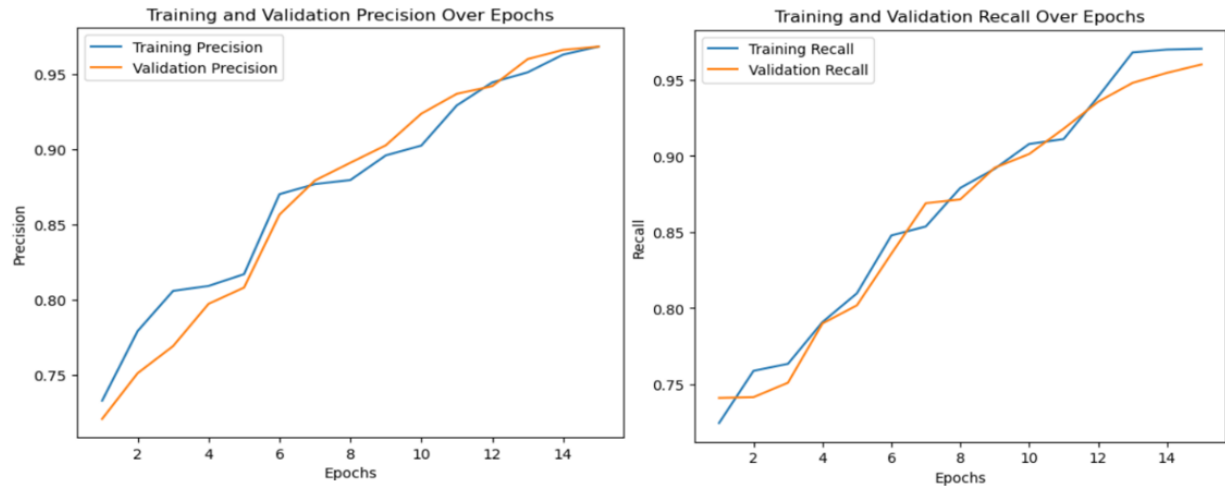 Training and Validation Precision Over Epochs
Training Precision
Validation Precision
0.95
0.90
0.85
0.80
0.75
Precision
2 4 6 8 10 12 14
Epochs
Training and Validation Recall Over Epochs
Training Recall
Validation Recall
0.95
0.90
0.85
0.80
0.75
Recall
2 4 6 8 10 12 14
Epochs